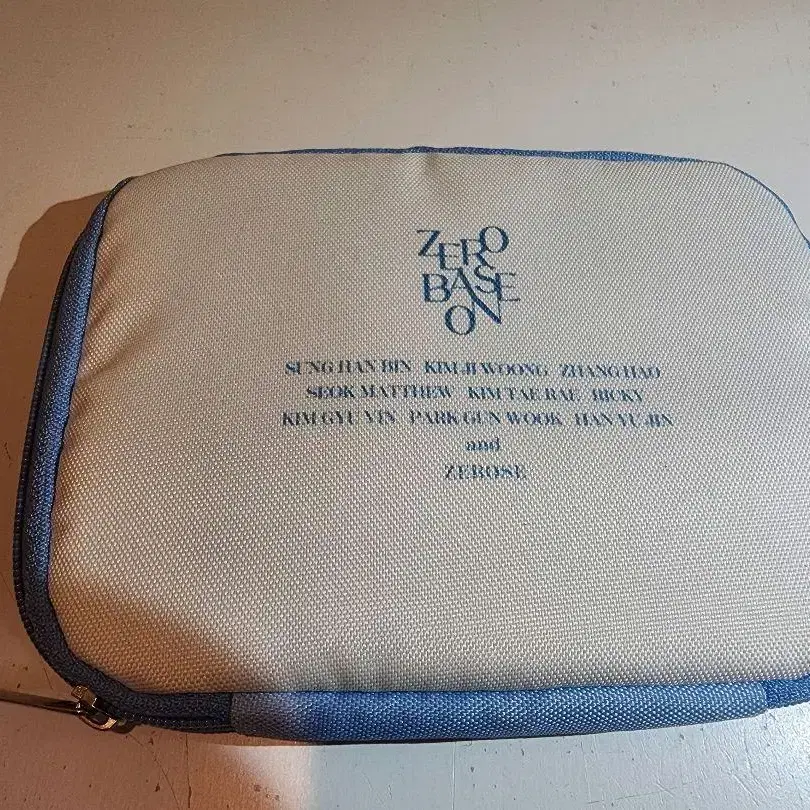 ZERO
BASE
ON
SUNG HAN BIN KIM JI WOONG ZHANG HAO
SEOK MATTHEW KIM TAE RAE RICKY
KIM GYU VIN PARK GUN WOOK HAN YU JIN
and
ZEROSE